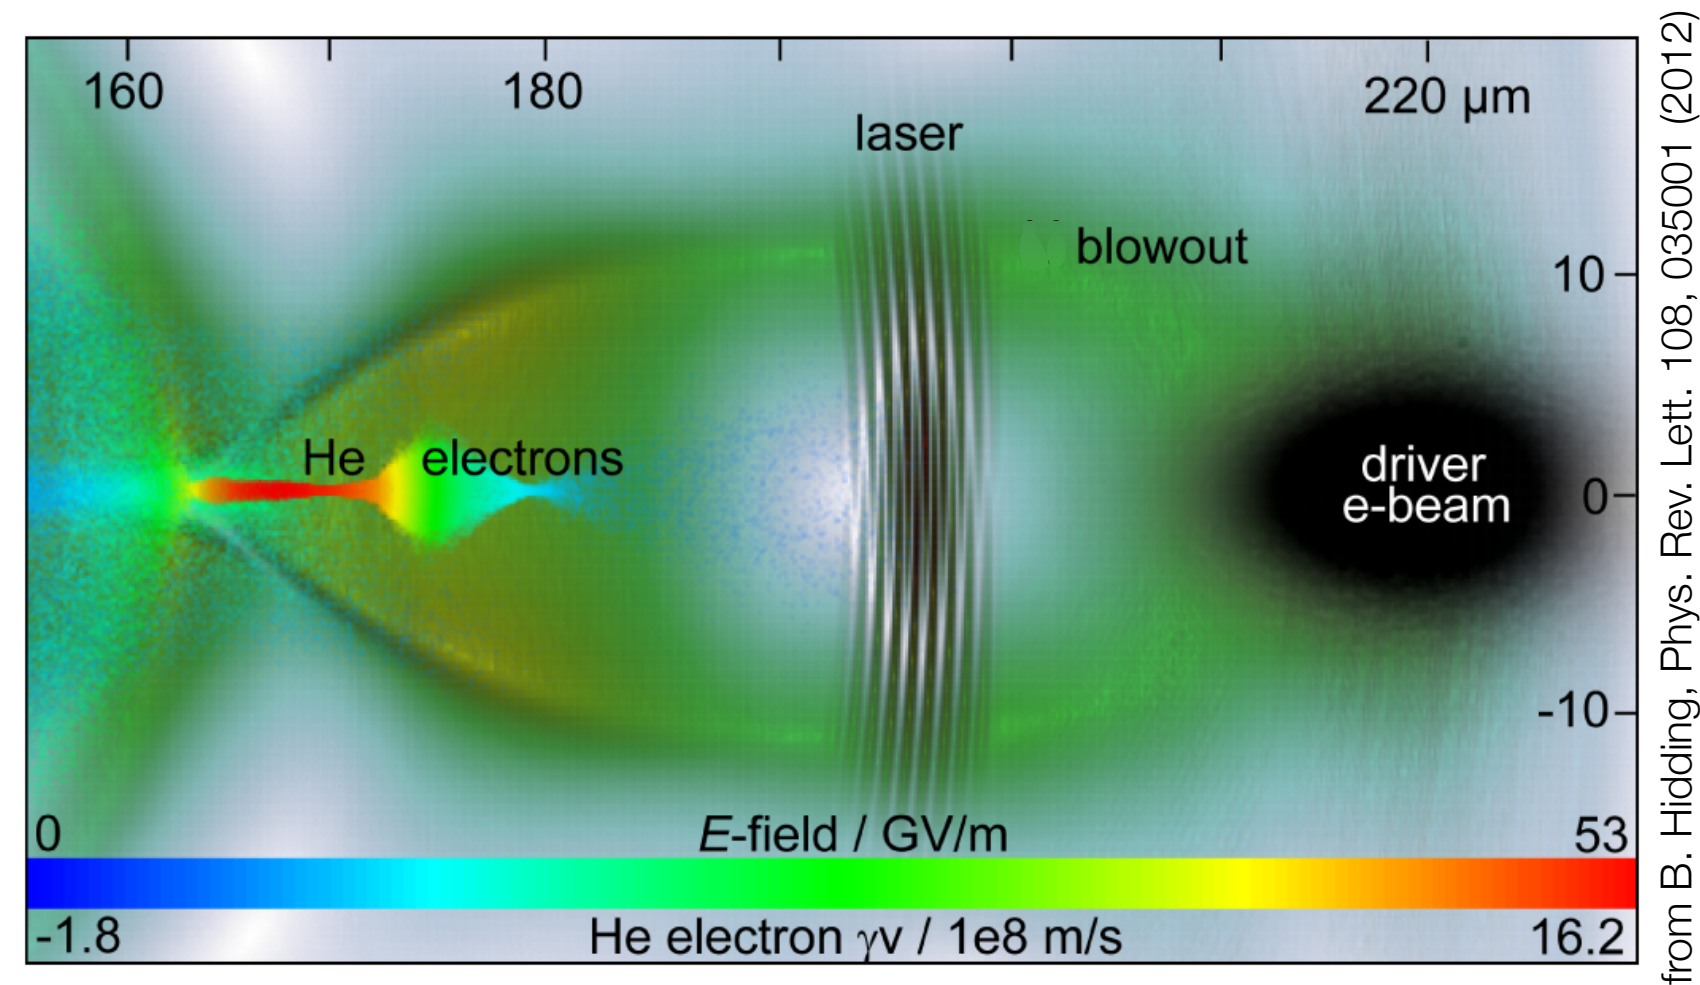 160
180
220 µm
laser
blowout
10
He electrons
driver
e-beam
0
-10
0
E-field / GV/m
53
-1.8
He electron γv / 1e8 m/s
16.2
from B. Hidding, Phys. Rev. Lett. 108, 035001 (2012)